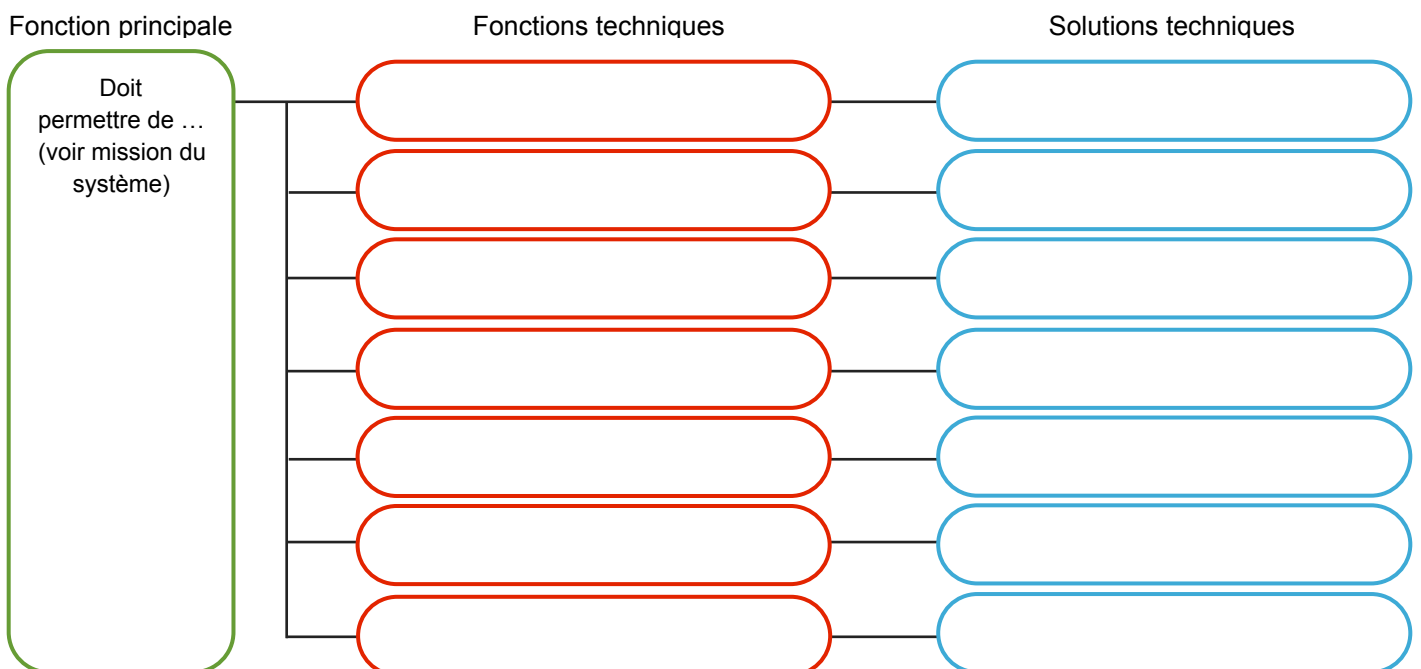 Fonction principale
Fonctions techniques
Solutions techniques
Doit
permettre de …
(voir mission du
système)